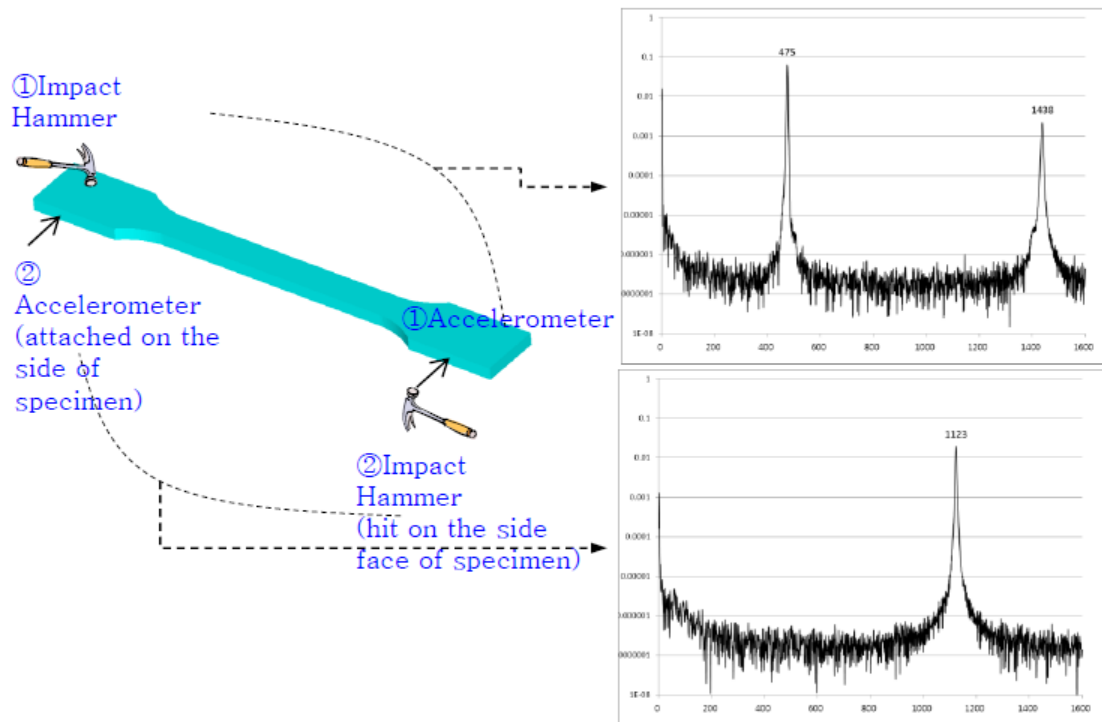 ①Impact
Hammer
②
Accelerometer
(attached on the
side of
specimen)
①Accelerometer
②Impact
Hammer
(hit on the side
face of specimen)
1
0.1
0.01
0.001
0.0001
0.00001
0.000001
0000001
1E-08
475
1438
0 200 400 600 800 1000 1200 1400 1600
1
0.1
0.01
0.001
0.0001
0.00001
0.000001
0000001
1E-08
1123
0 200 400 600 800 1000 1200 1400 1600